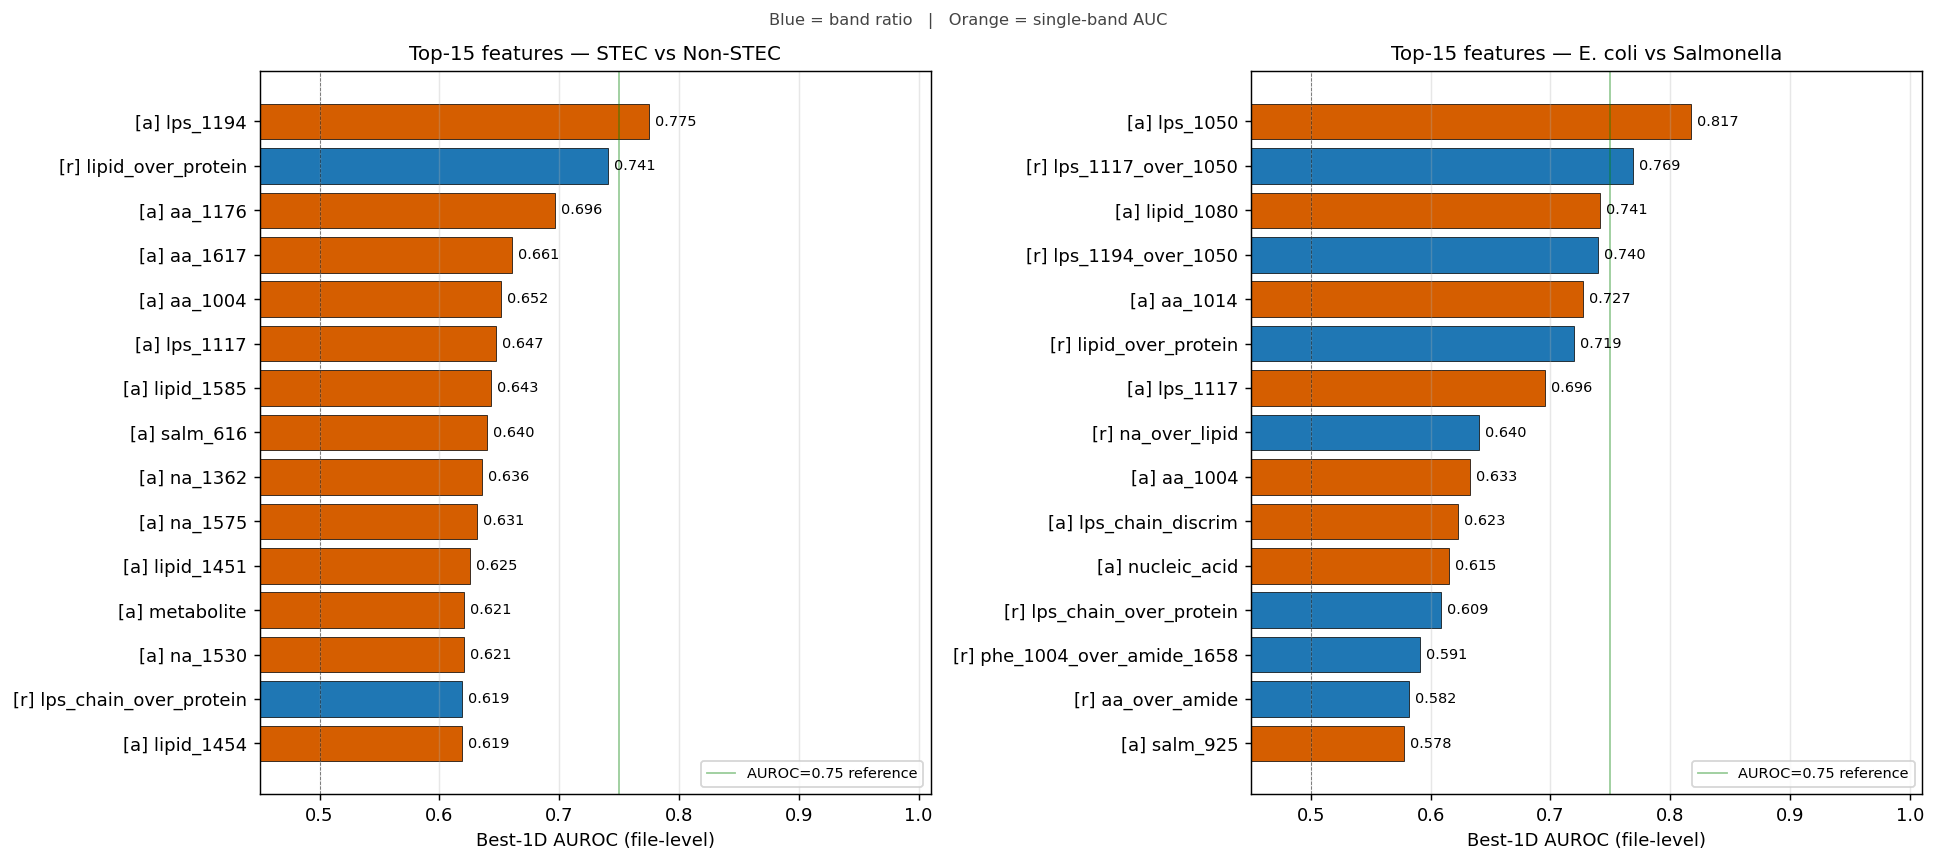 Blue = band ratio   |   Orange = single-band AUC
Top-15 features — STEC vs Non-STEC
[a] lps_1194 0.775
[r] lipid_over_protein 0.741
[a] aa_1176 0.696
[a] aa_1617 0.661
[a] aa_1004 0.652
[a] lps_1117 0.647
[a] lipid_1585 0.643
[a] salm_616 0.640
[a] na_1362 0.636
[a] na_1575 0.631
[a] lipid_1451 0.625
[a] metabolite 0.621
[a] na_1530 0.621
[r] lps_chain_over_protein 0.619
[a] lipid_1454 0.619
AUROC=0.75 reference
0.5 0.6 0.7 0.8 0.9 1.0
Best-1D AUROC (file-level)
Top-15 features — E. coli vs Salmonella
[a] lps_1050 0.817
[r] lps_1117_over_1050 0.769
[a] lipid_1080 0.741
[r] lps_1194_over_1050 0.740
[a] aa_1014 0.727
[r] lipid_over_protein 0.719
[a] lps_1117 0.696
[r] na_over_lipid 0.640
[a] aa_1004 0.633
[a] lps_chain_discrim 0.623
[a] nucleic_acid 0.615
[r] lps_chain_over_protein 0.609
[r] phe_1004_over_amide_1658 0.591
[r] aa_over_amide 0.582
[a] salm_925 0.578
AUROC=0.75 reference
0.5 0.6 0.7 0.8 0.9 1.0
Best-1D AUROC (file-level)